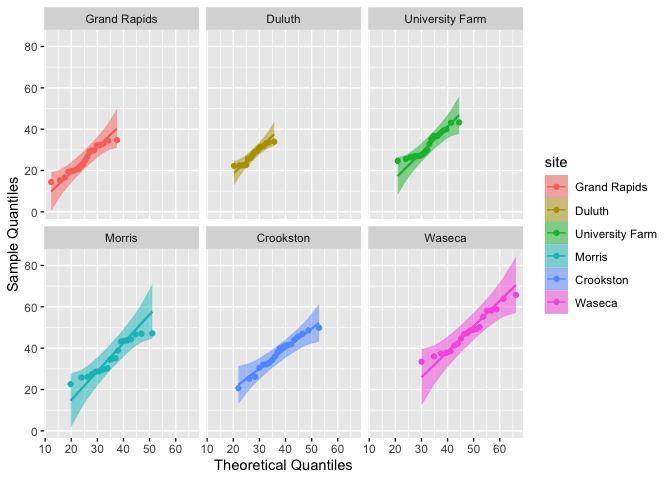 Grand Rapids Duluth University Farm
80
60
40
20
0
Sample Quantiles
Morris Crookston Waseca
80
60
40
20
0
10 20 30 40 50 60 10 20 30 40 50 60 10 20 30 40 50 60
Theoretical Quantiles
site
Grand Rapids
Duluth
University Farm
Morris
Crookston
Waseca